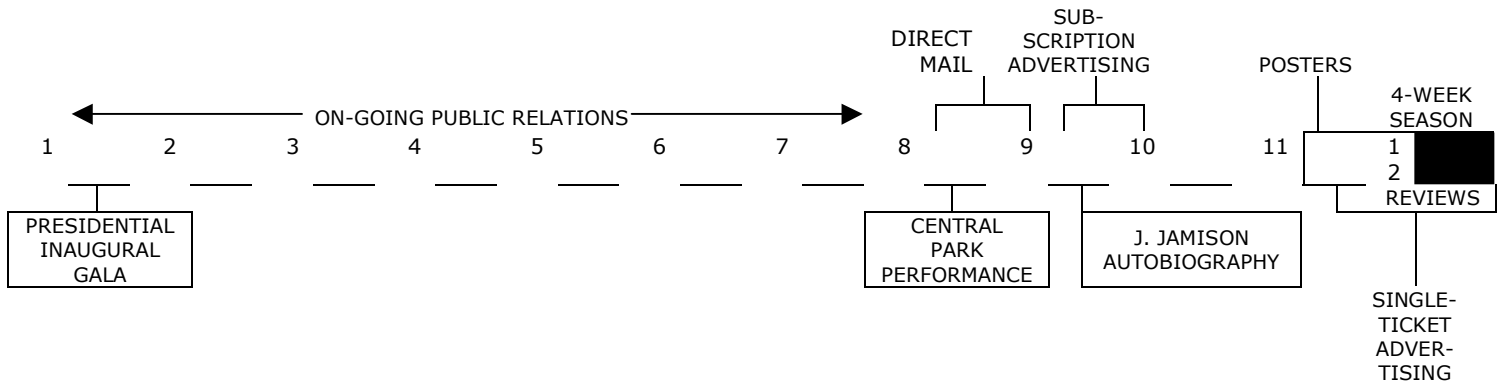 SUB-
SCRIPTION
ADVERTISING
DIRECT
MAIL
POSTERS
4-WEEK
SEASON
ON-GOING PUBLIC RELATIONS
1 2 3 4 5 6 7 8 9 10 11 1
2
REVIEWS
PRESIDENTIAL
INAUGURAL
GALA
CENTRAL
PARK
PERFORMANCE
J. JAMISON
AUTOBIOGRAPHY
SINGLE-
TICKET
ADVER-
TISING